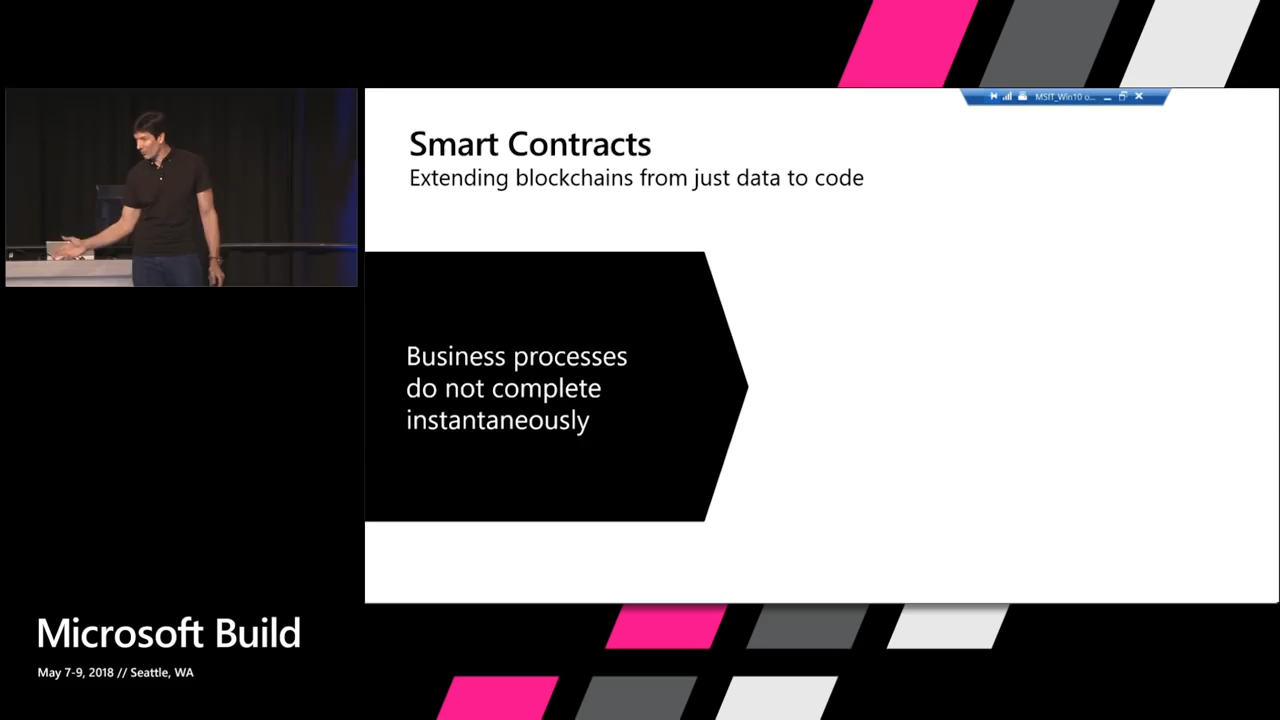 MSIT_Win10 o...
Smart Contracts
Extending blockchains from just data to code
Business processes
do not complete
instantaneously
Microsoft Build
May 7-9, 2018 // Seattle, WA